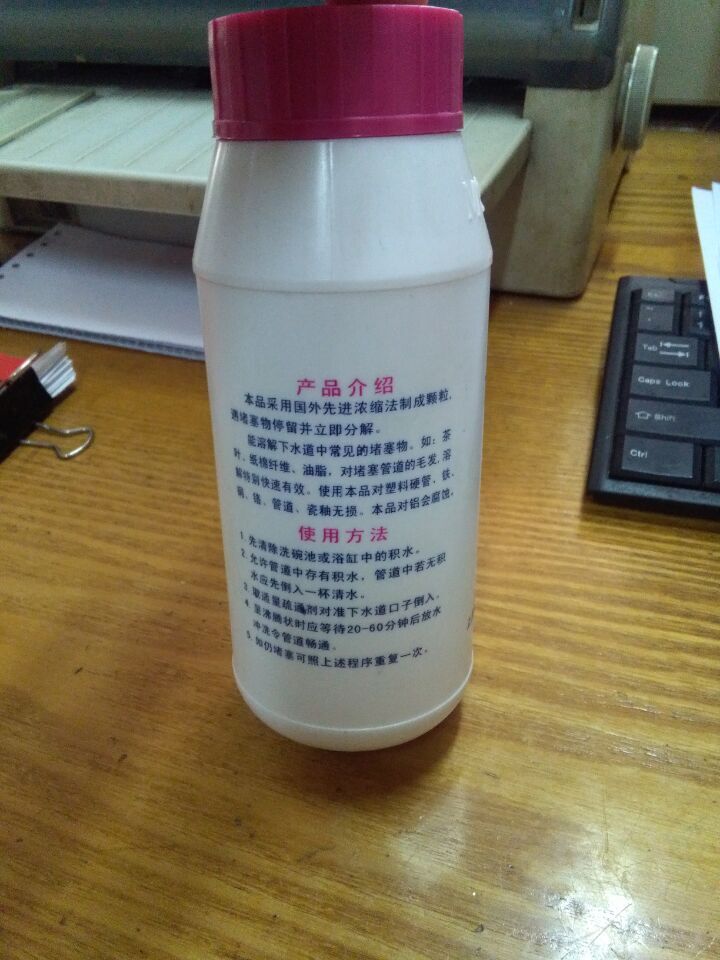 产品介绍
本品采用国外先进浓缩法制成颗粒,
遇堵塞物停留并立即分解。
能溶解下水道中常见的堵塞物。如:茶
叶,纸棉纤维、油脂,对堵塞管道的毛发,溶
解特别快速有效。使用本品对塑料硬管,铁、
铜、搪、管道、瓷釉无损。本品对铝会腐蚀。
使用方法
1.先清除洗碗池或浴缸中的积水。
2.允许管道中存有积水,管道中若无积
水应先倒入一杯清水。
3.取适量疏通剂对准下水道口子倒入。
4.呈沸腾状时应等待20-60分钟后放水
冲洗令管道畅通。
5.如仍堵塞可照上述程序重复一次。
Tab
Caps Lock
Shift
Ctrl